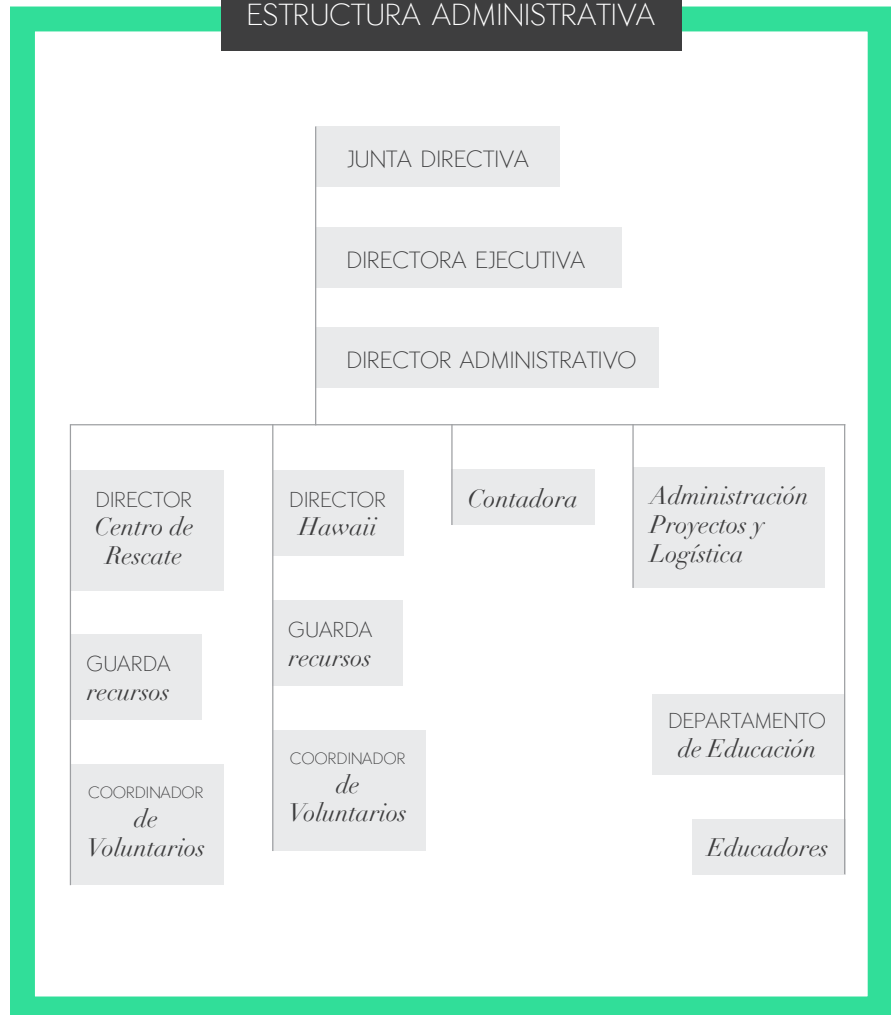 ESTRUCTURA ADMINISTRATIVA
JUNTA DIRECTIVA
DIRECTORA EJECUTIVA
DIRECTOR ADMINISTRATIVO
DIRECTOR
Centro de
Rescate
GUARDA
recursos
COORDINADOR
de
Voluntarios
DIRECTOR
Hawaii
GUARDA
recursos
COORDINADOR
de
Voluntarios
Contadora
Administración
Proyectos y
Logística
DEPARTAMENTO
de Educación
Educadores